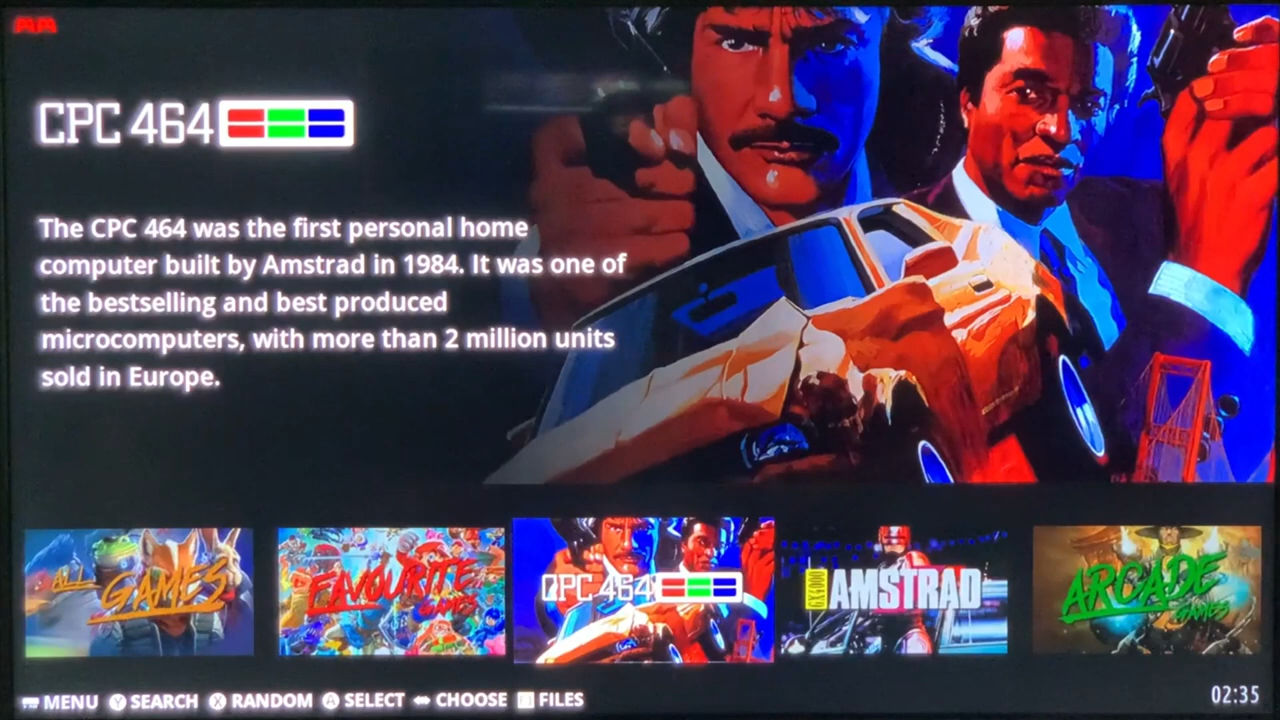 CPC 464
The CPC 464 was the first personal home
computer built by Amstrad in 1984. It was one of
the bestselling and best produced
microcomputers, with more than 2 million units
sold in Europe.
ALL GAMES
FAVOURITE GAMES
CPC 464
GX4000 AMSTRAD
ARCADE GAMES
MENU Y SEARCH X RANDOM A SELECT CHOOSE FILES
02:35